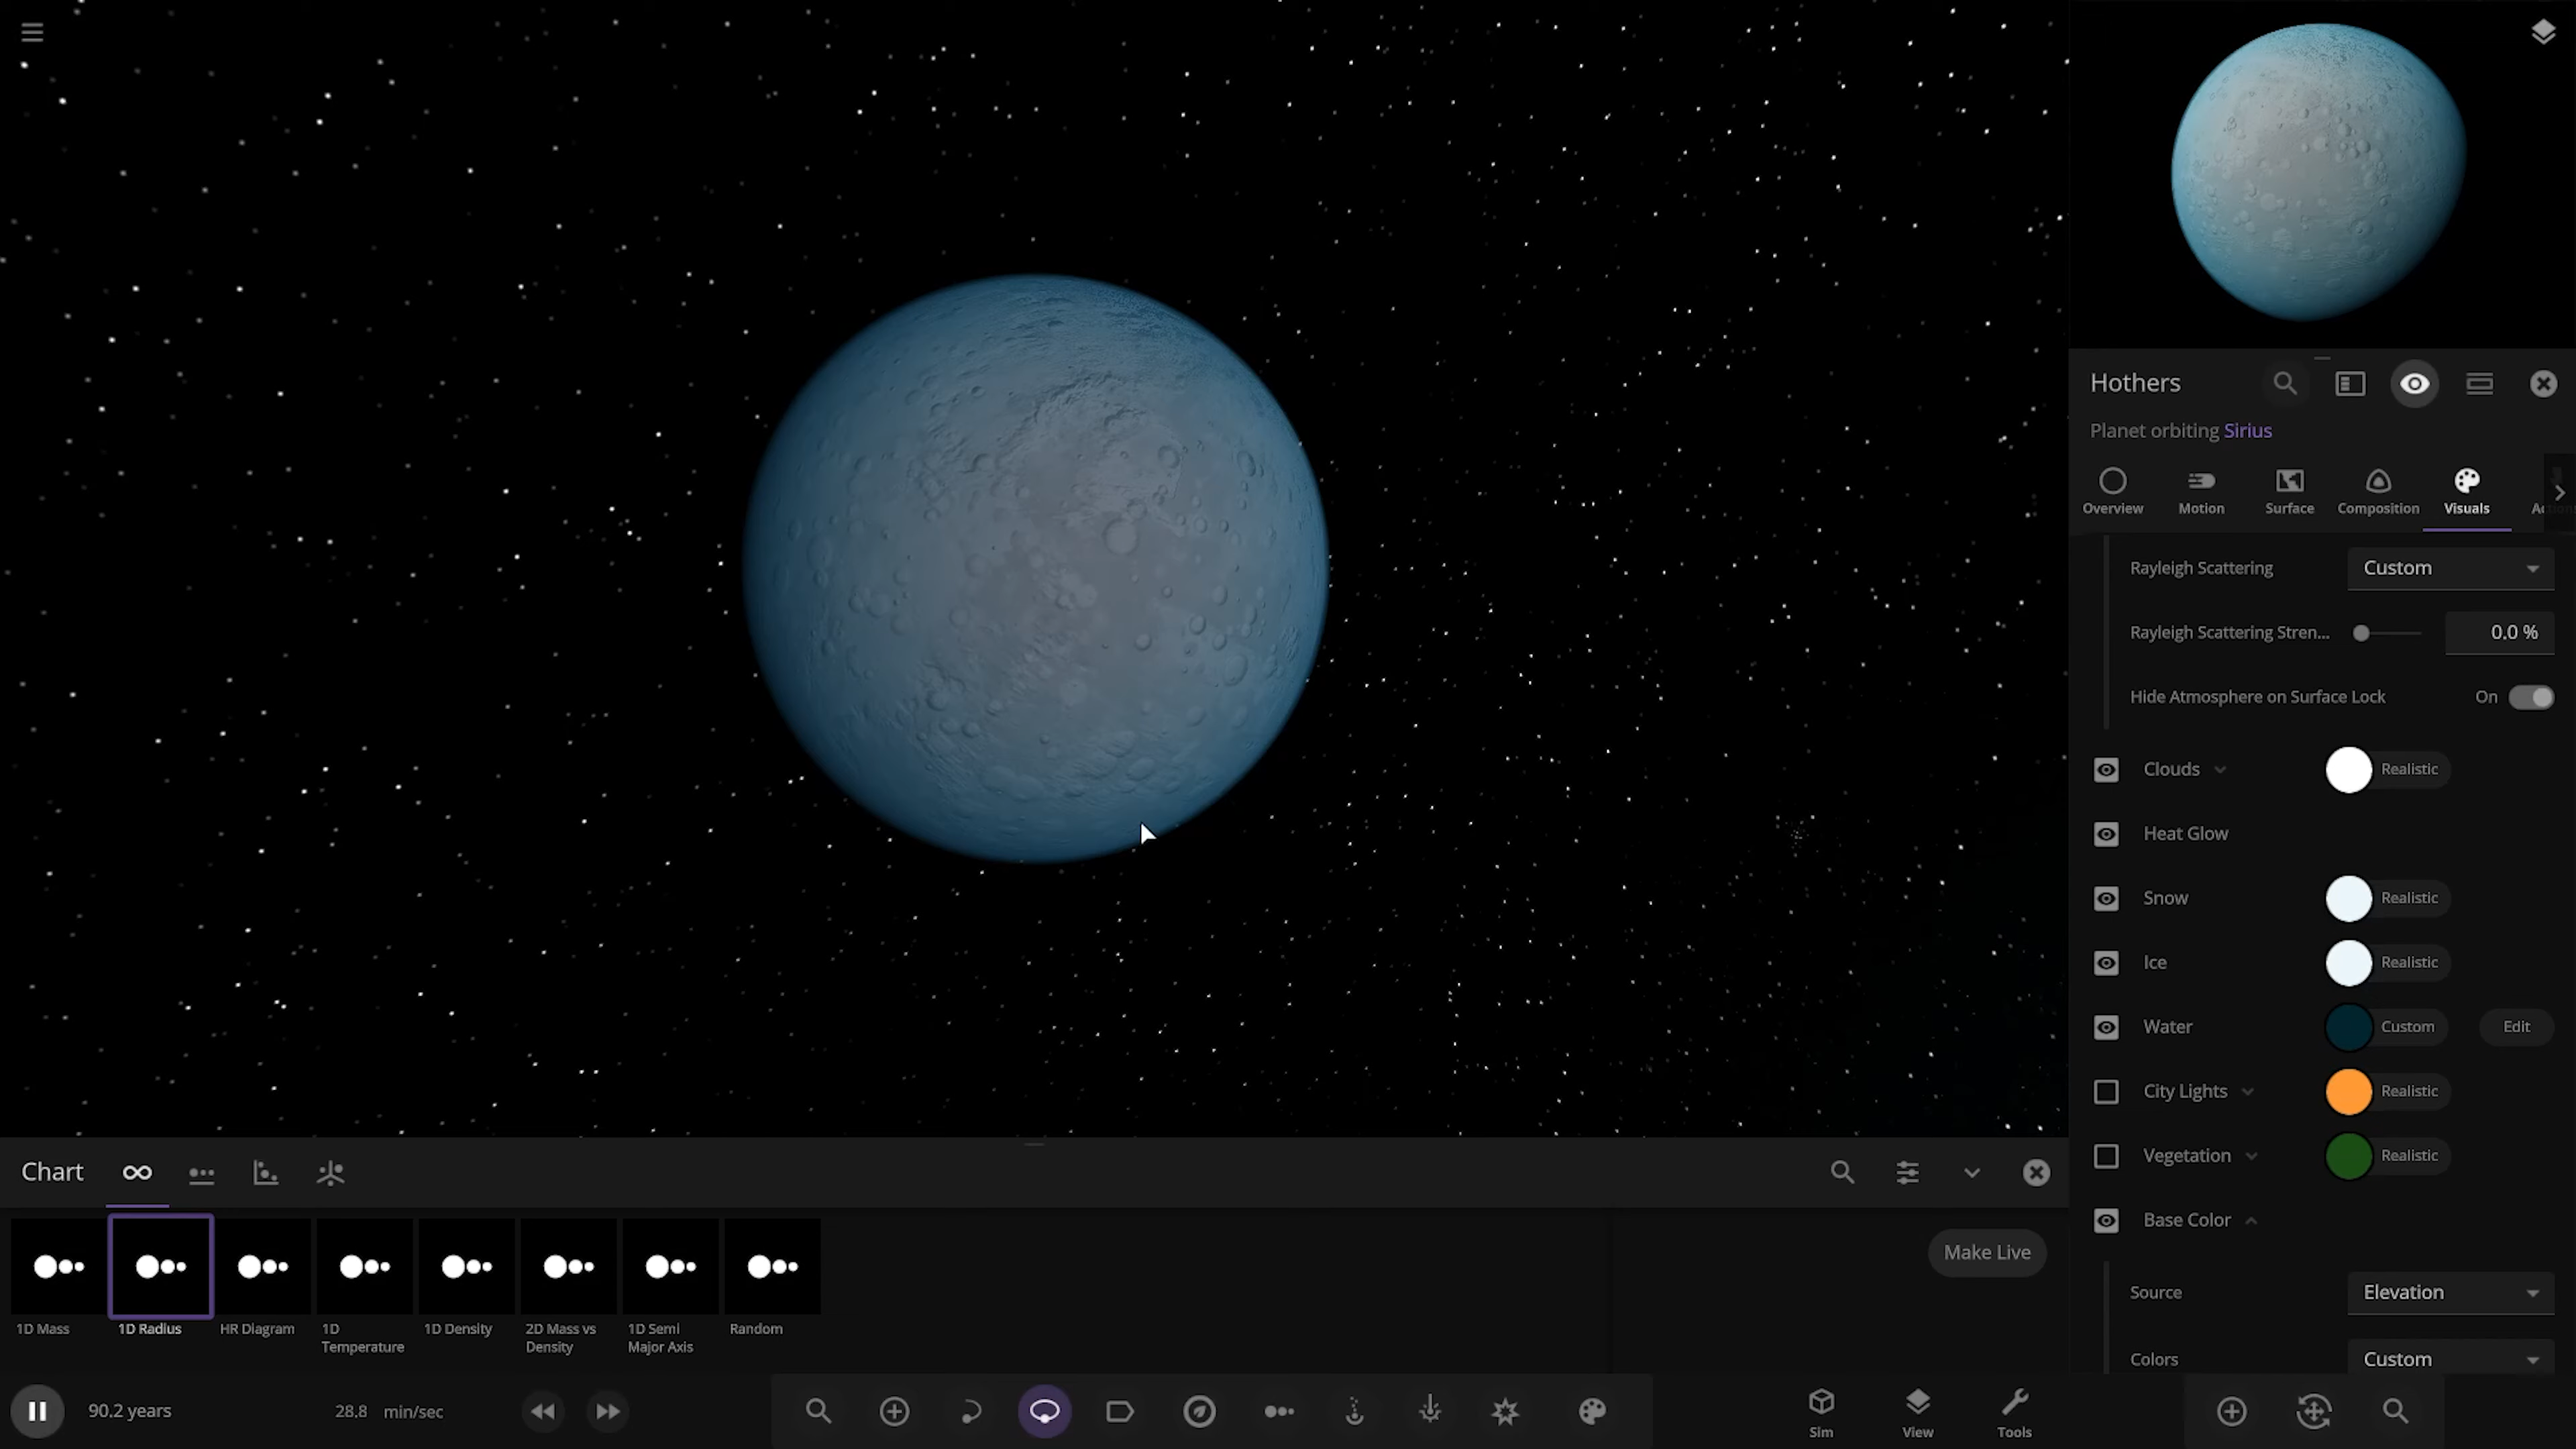 Hothers
Planet orbiting Sirius
Overview
Motion
Surface
Composition
Visuals
Rayleigh Scattering
Custom
Rayleigh Scattering Stren...
0.0 %
Hide Atmosphere on Surface Lock
On
Clouds
Realistic
Heat Glow
Snow
Realistic
Ice
Realistic
Water
Custom
Edit
City Lights
Realistic
Vegetation
Realistic
Base Color
Source
Elevation
Colors
Custom
Chart
Make Live
1D Mass
1D Radius
HR Diagram
1D
Temperature
1D Density
2D Mass vs
Density
1D Semi
Major Axis
Random
90.2 years
28.8 min/sec
Sim
View
Tools